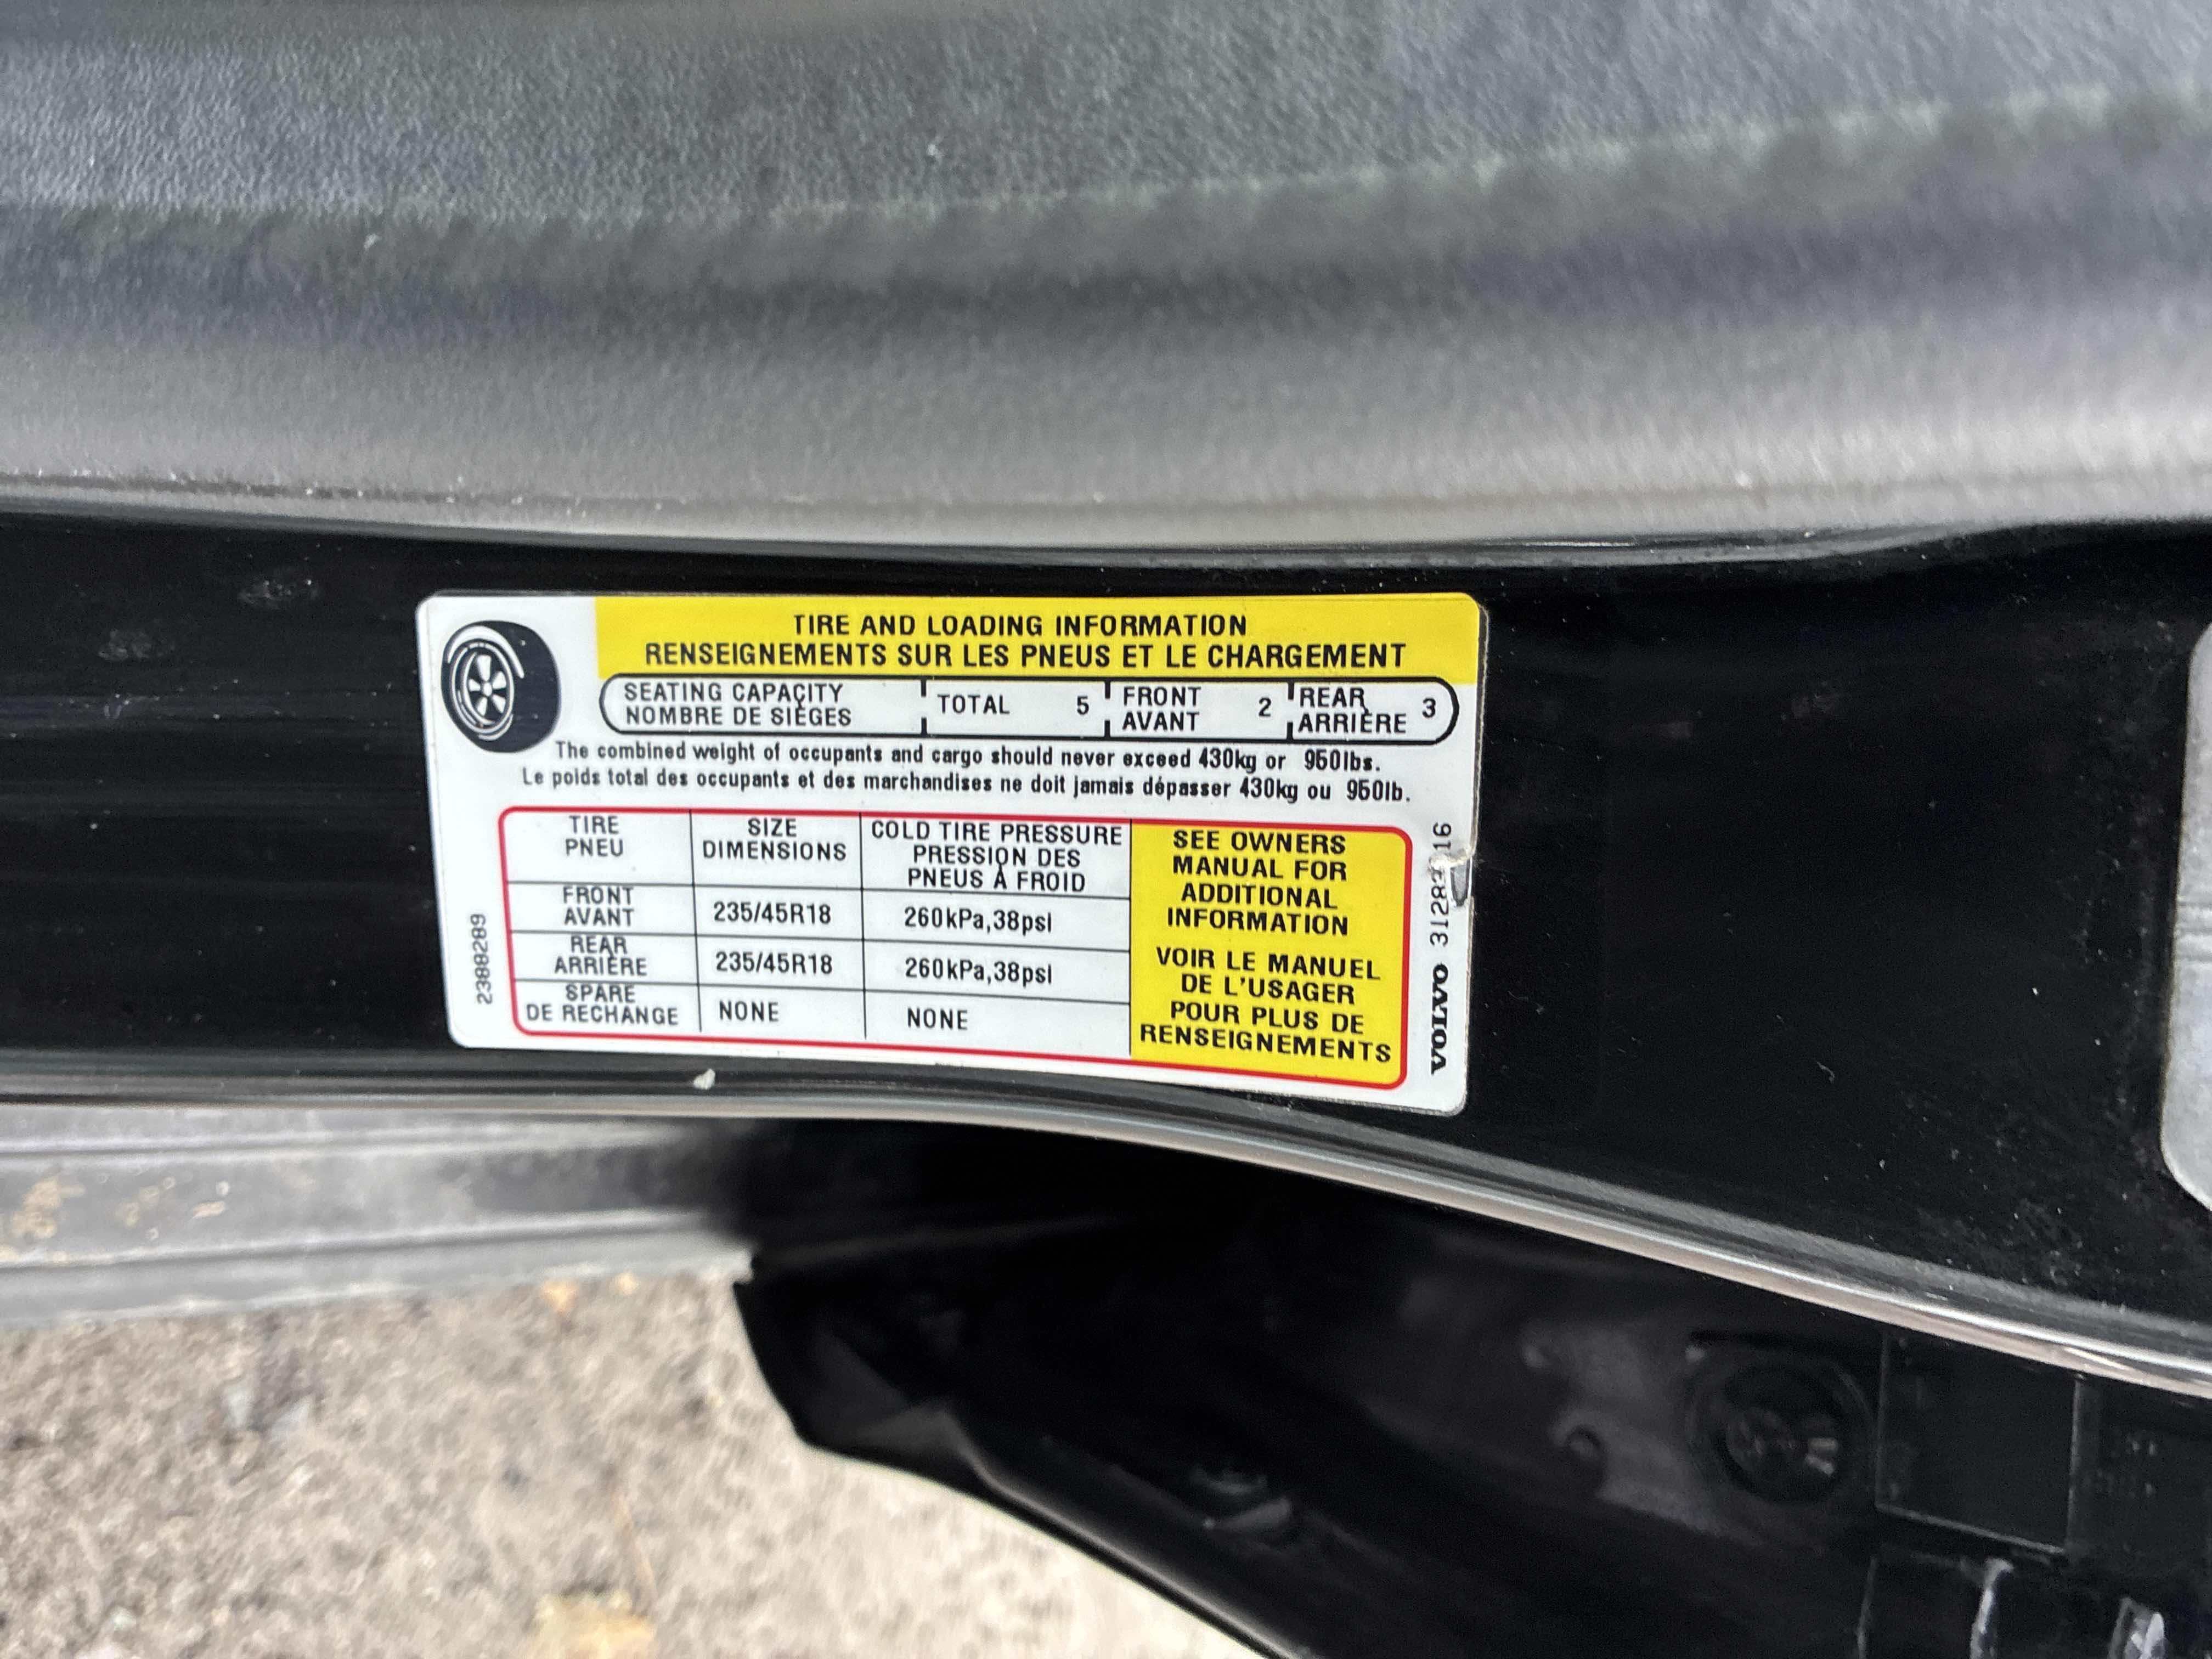 TIRE AND LOADING INFORMATION
RENSEIGNEMENTS SUR LES PNEUS ET LE CHARGEMENT
SEATING CAPACITY
NOMBRE DE SIÈGES
TOTAL 5
FRONT
AVANT
2
REAR
ARRIÈRE
3
The combined weight of occupants and cargo should never exceed 430kg or 950lbs.
Le poids total des occupants et des marchandises ne doit jamais dépasser 430kg ou 950lb.
TIRE
PNEU
SIZE
DIMENSIONS
COLD TIRE PRESSURE
PRESSION DES
PNEUS À FROID
FRONT
AVANT
235/45R18
260kPa,38psi
REAR
ARRIÈRE
235/45R18
260kPa,38psi
SPARE
DE RECHANGE
NONE
NONE
SEE OWNERS
MANUAL FOR
ADDITIONAL
INFORMATION
VOIR LE MANUEL
DE L'USAGER
POUR PLUS DE
RENSEIGNEMENTS
2388289
VOLVO